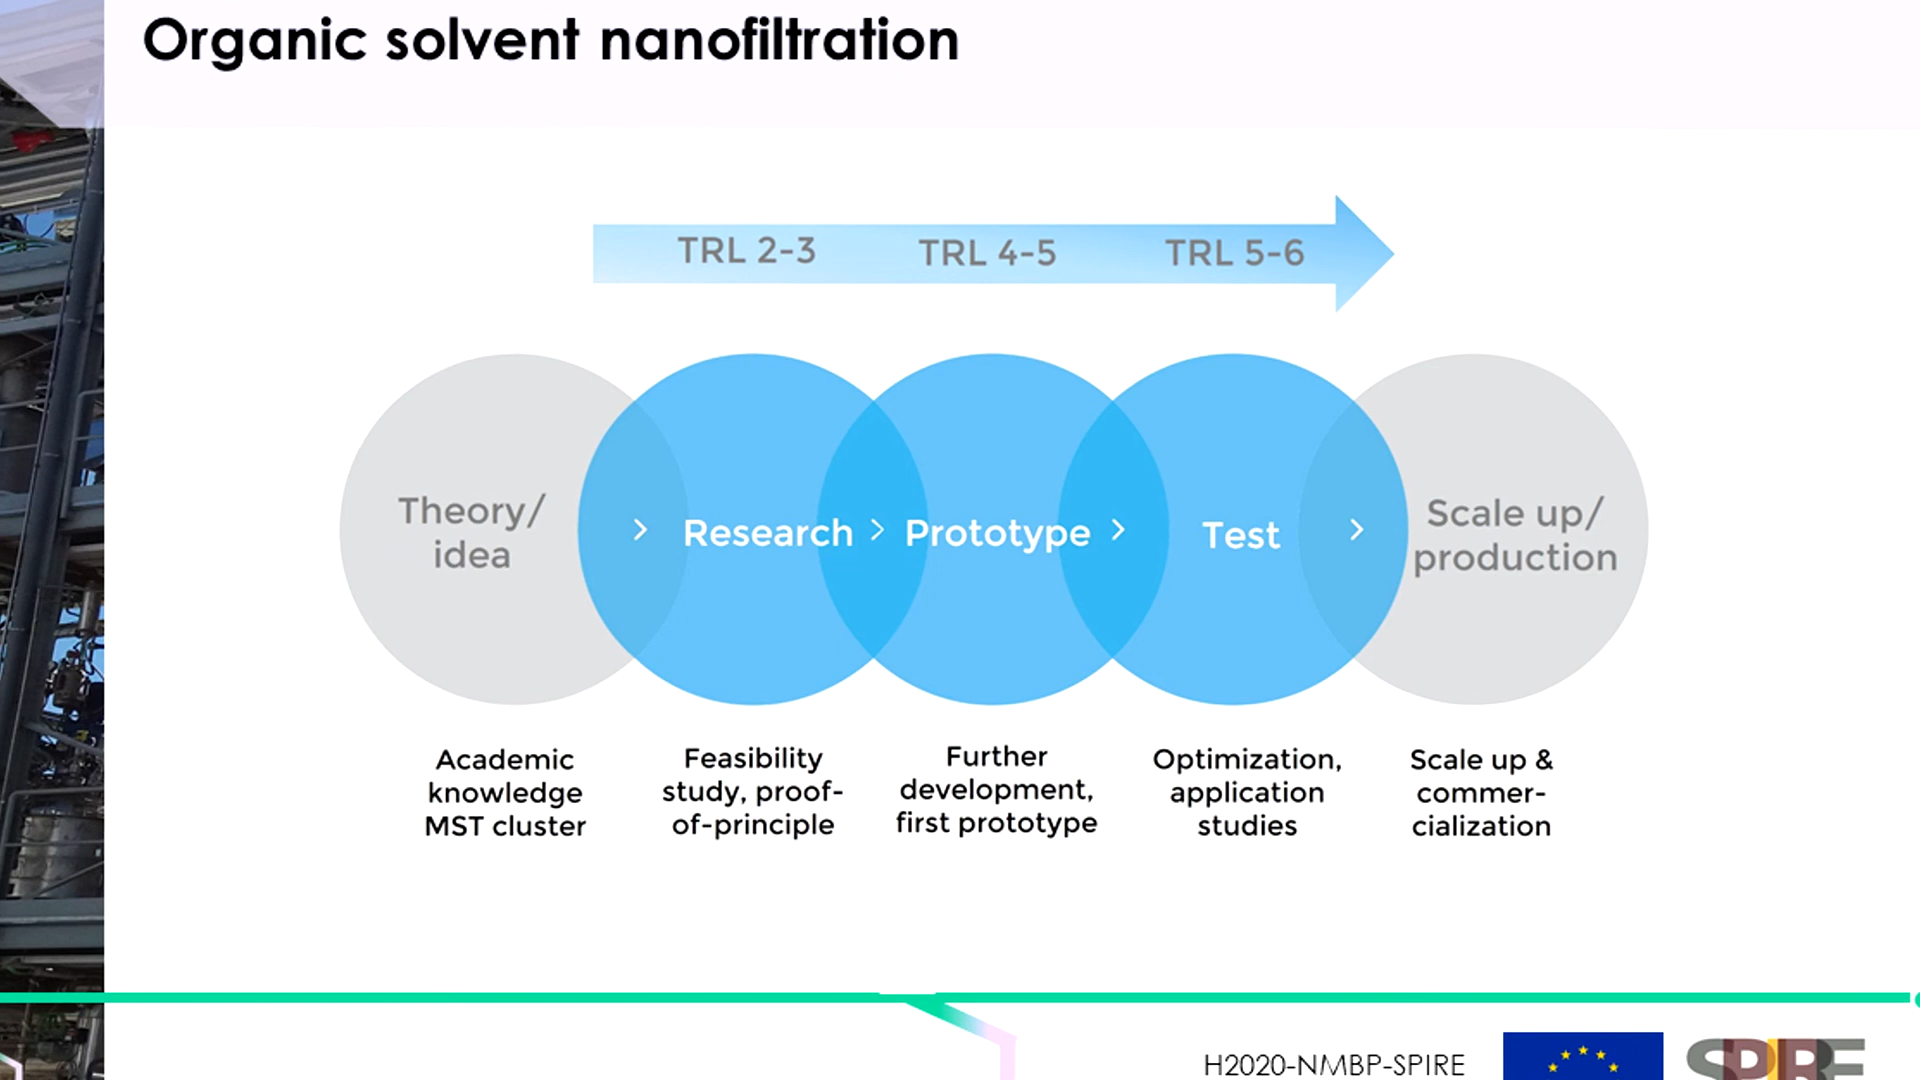 Organic solvent nanofiltration
TRL 2-3 TRL 4-5 TRL 5-6
Theory/
idea
Research
Prototype
Test
Scale up/
production
Academic
knowledge
MST cluster
Feasibility
study, proof-
of-principle
Further
development,
first prototype
Optimization,
application
studies
Scale up &
commer-
cialization
H2020-NMBP-SPIRE
SPIRE